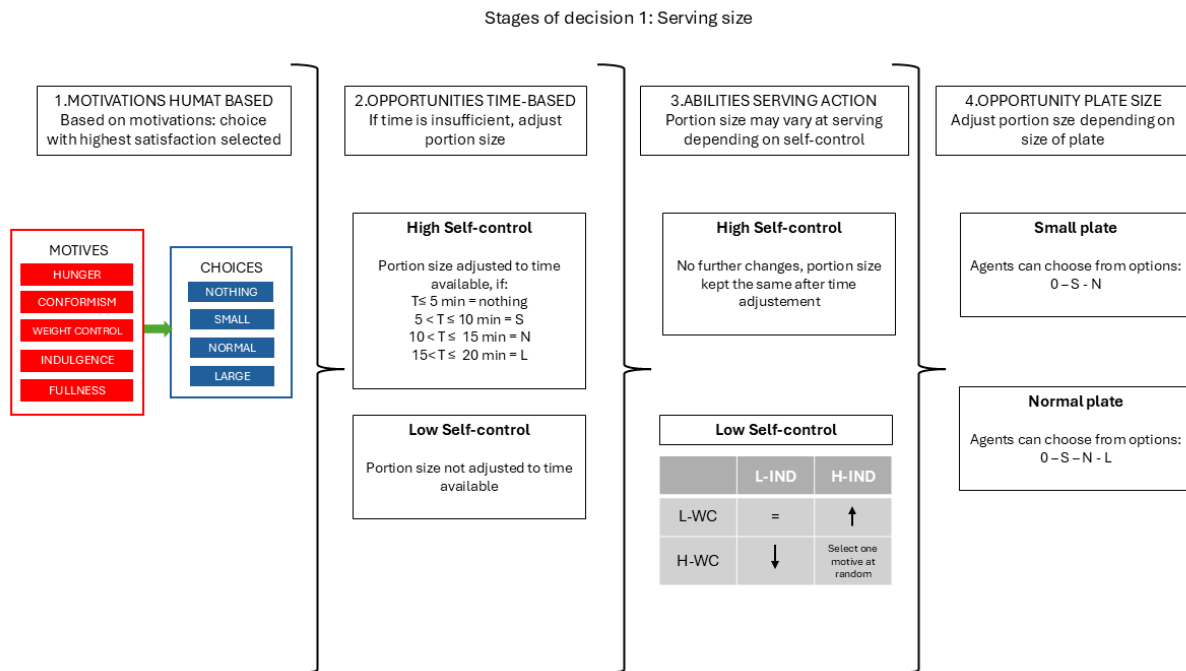 Stages of decision 1: Serving size
1.MOTIVATIONS HUMAT BASED
Based on motivations: choice
with highest satisfaction selected
MOTIVES
HUNGER
CONFORMISM
WEIGHT CONTROL
INDULGENCE
FULLNESS
CHOICES
NOTHING
SMALL
NORMAL
LARGE
2.OPPORTUNITIES TIME-BASED
If time is insufficient, adjust
portion size
High Self-control
Portion size adjusted to time
available, if:
T≤ 5 min = nothing
5 < T ≤ 10 min = S
10 < T ≤ 15 min = N
15< T ≤ 20 min = L
Low Self-control
Portion size not adjusted to time
available
3.ABILITIES SERVING ACTION
Portion size may vary at serving
depending on self-control
High Self-control
No further changes, portion size
kept the same after time
adjustement
Low Self-control
L-IND H-IND
L-WC = ↑
H-WC ↓ Select one
motive at
random
4.OPPORTUNITY PLATE SIZE
Adjust portion sze depending on
size of plate
Small plate
Agents can choose from options:
0 – S - N
Normal plate
Agents can choose from options:
0 – S – N - L